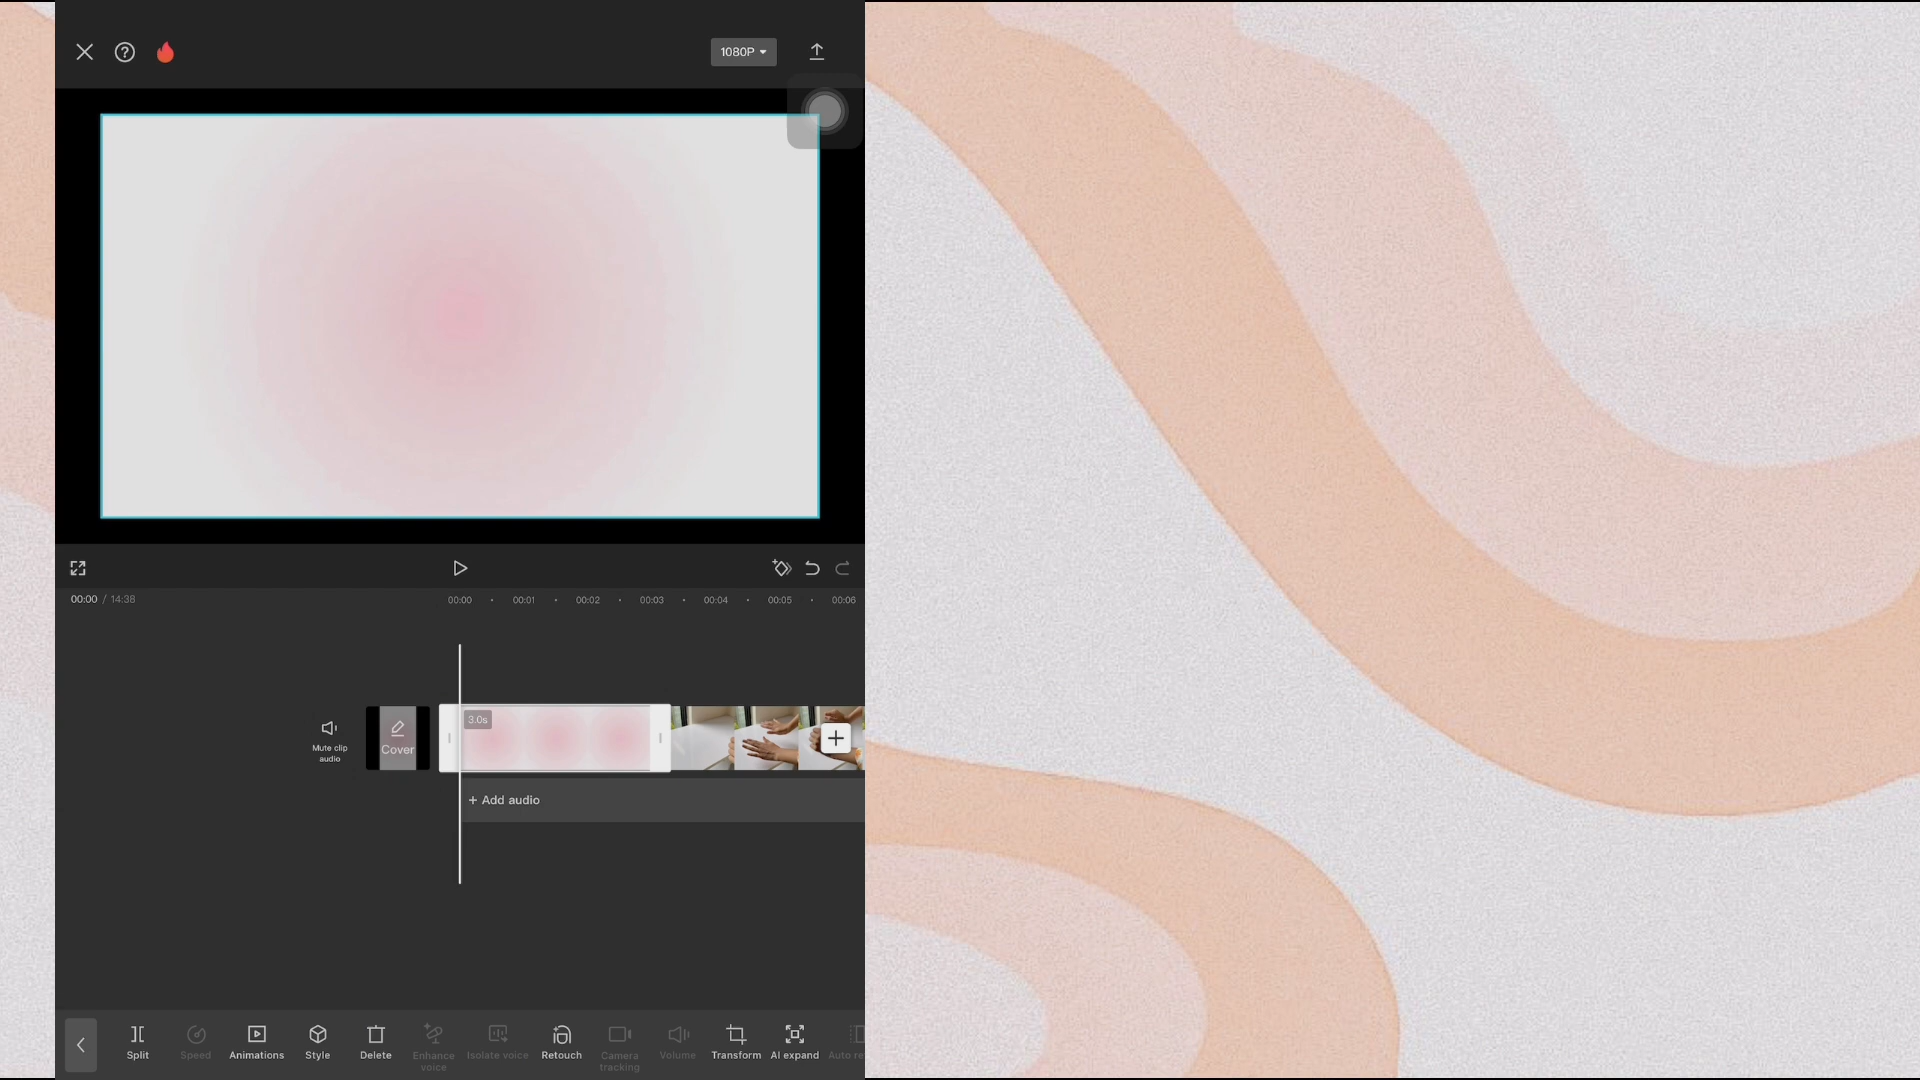 1080P
00:00 / 14:38
00:00 00:01 00:02 00:03 00:04 00:05 00:06
3.0s
Mute clip
audio
Cover
+ Add audio
Split
Speed
Animations
Style
Delete
Enhance
voice
Isolate voice
Retouch
Camera
tracking
Volume
Transform
AI expand
Auto re